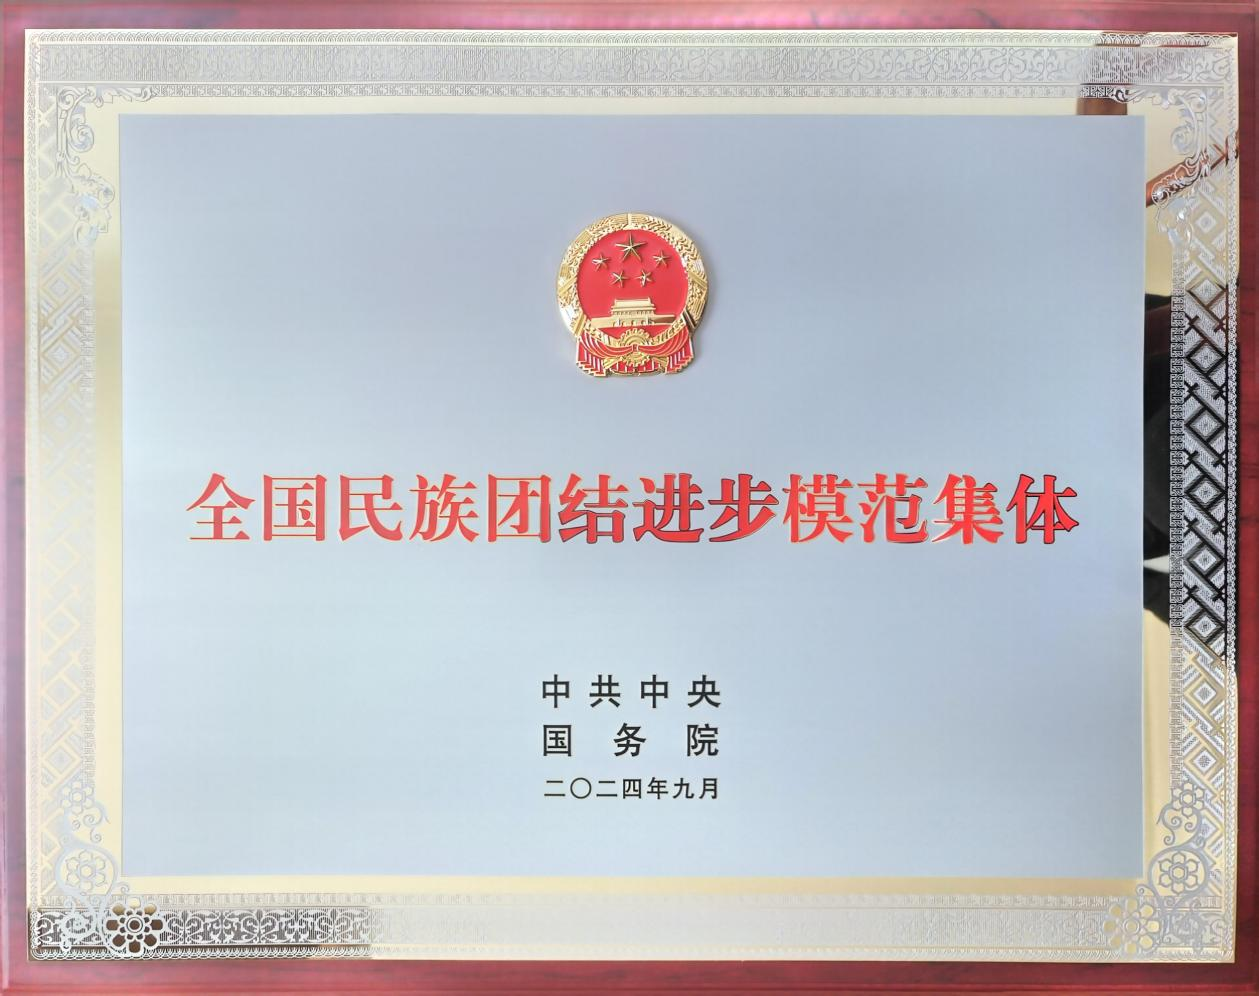 全国民族团结进步模范集体
中共中央
国务院
二〇二四年九月